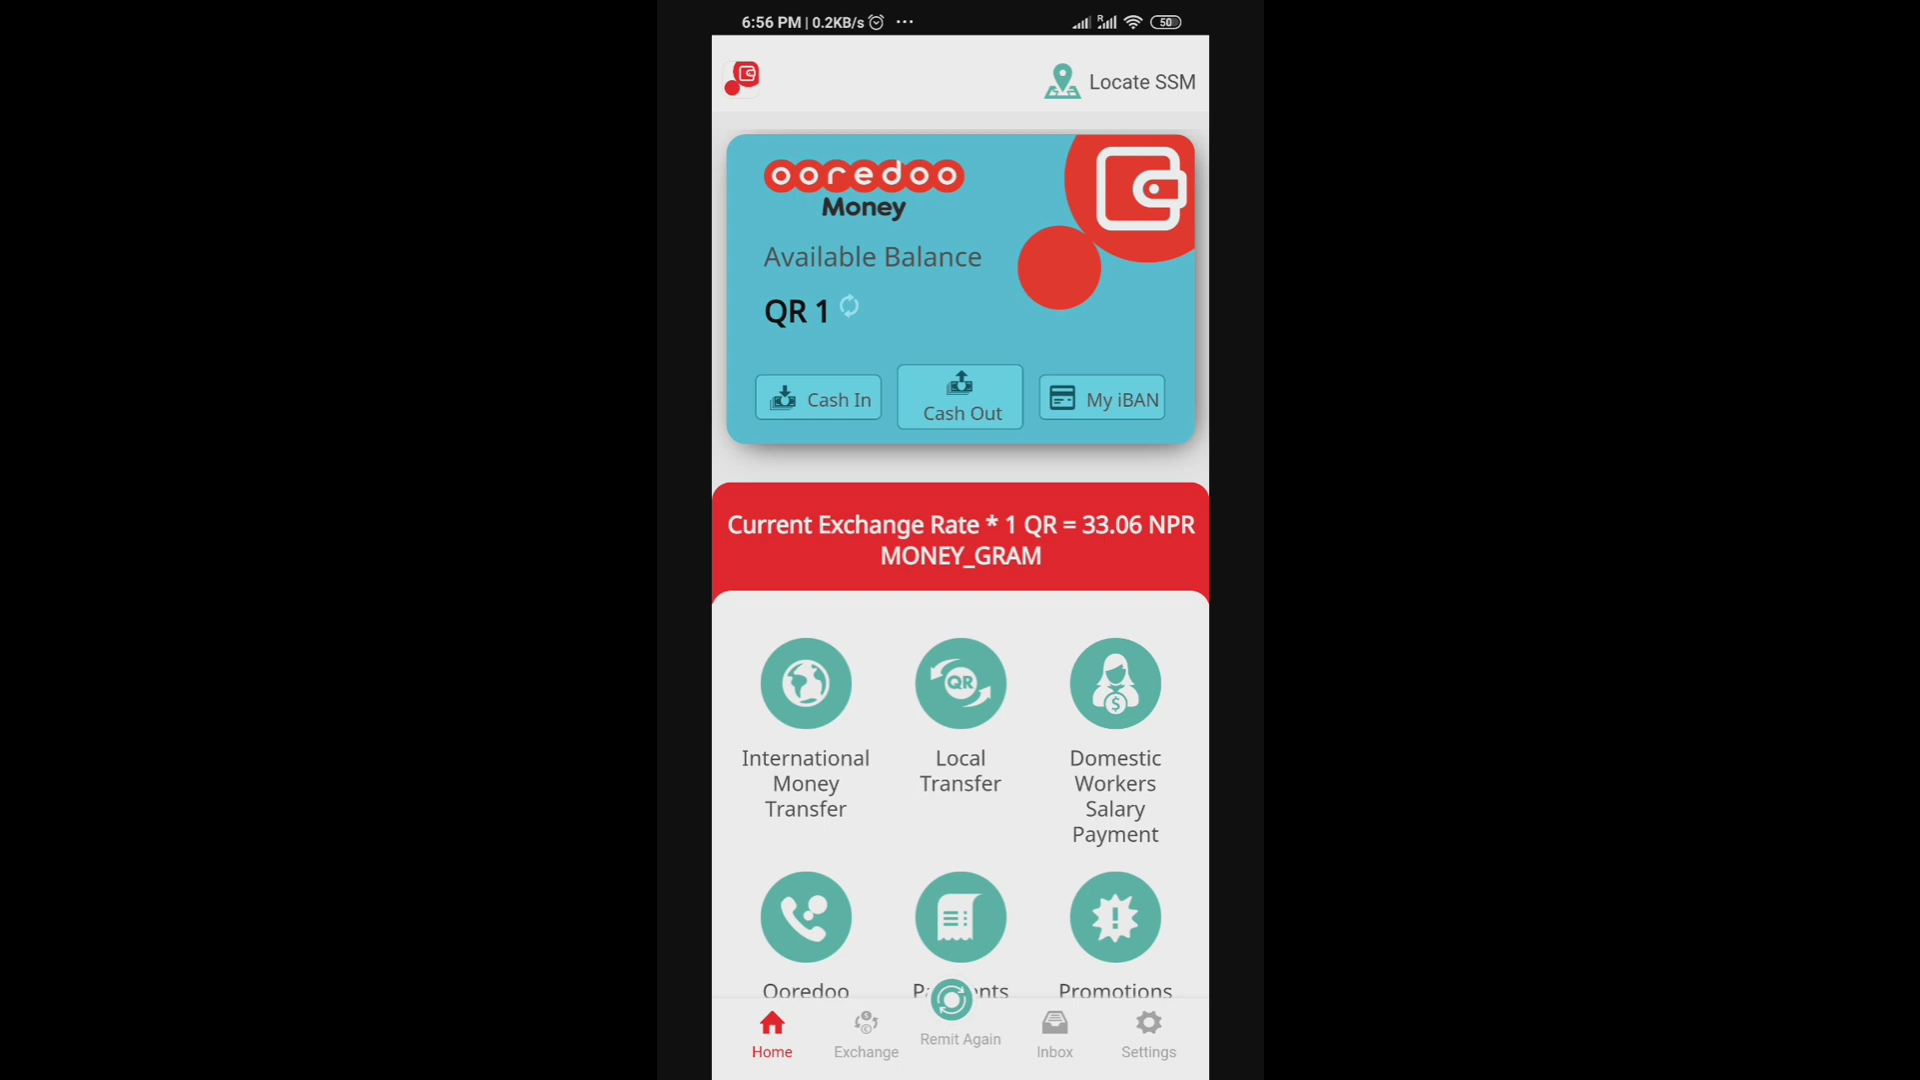 6:56 PM | 0.2KB/s ...
R
50
Locate SSM
ooredoo
Money
Available Balance
QR 1
Cash In
Cash Out
My iBAN
Current Exchange Rate * 1 QR = 33.06 NPR
MONEY_GRAM
QR
$
International
Money
Transfer
Local
Transfer
Domestic
Workers
Salary
Payment
!
Ooredoo
Promotions
Home
Exchange
Remit Again
Inbox
Settings